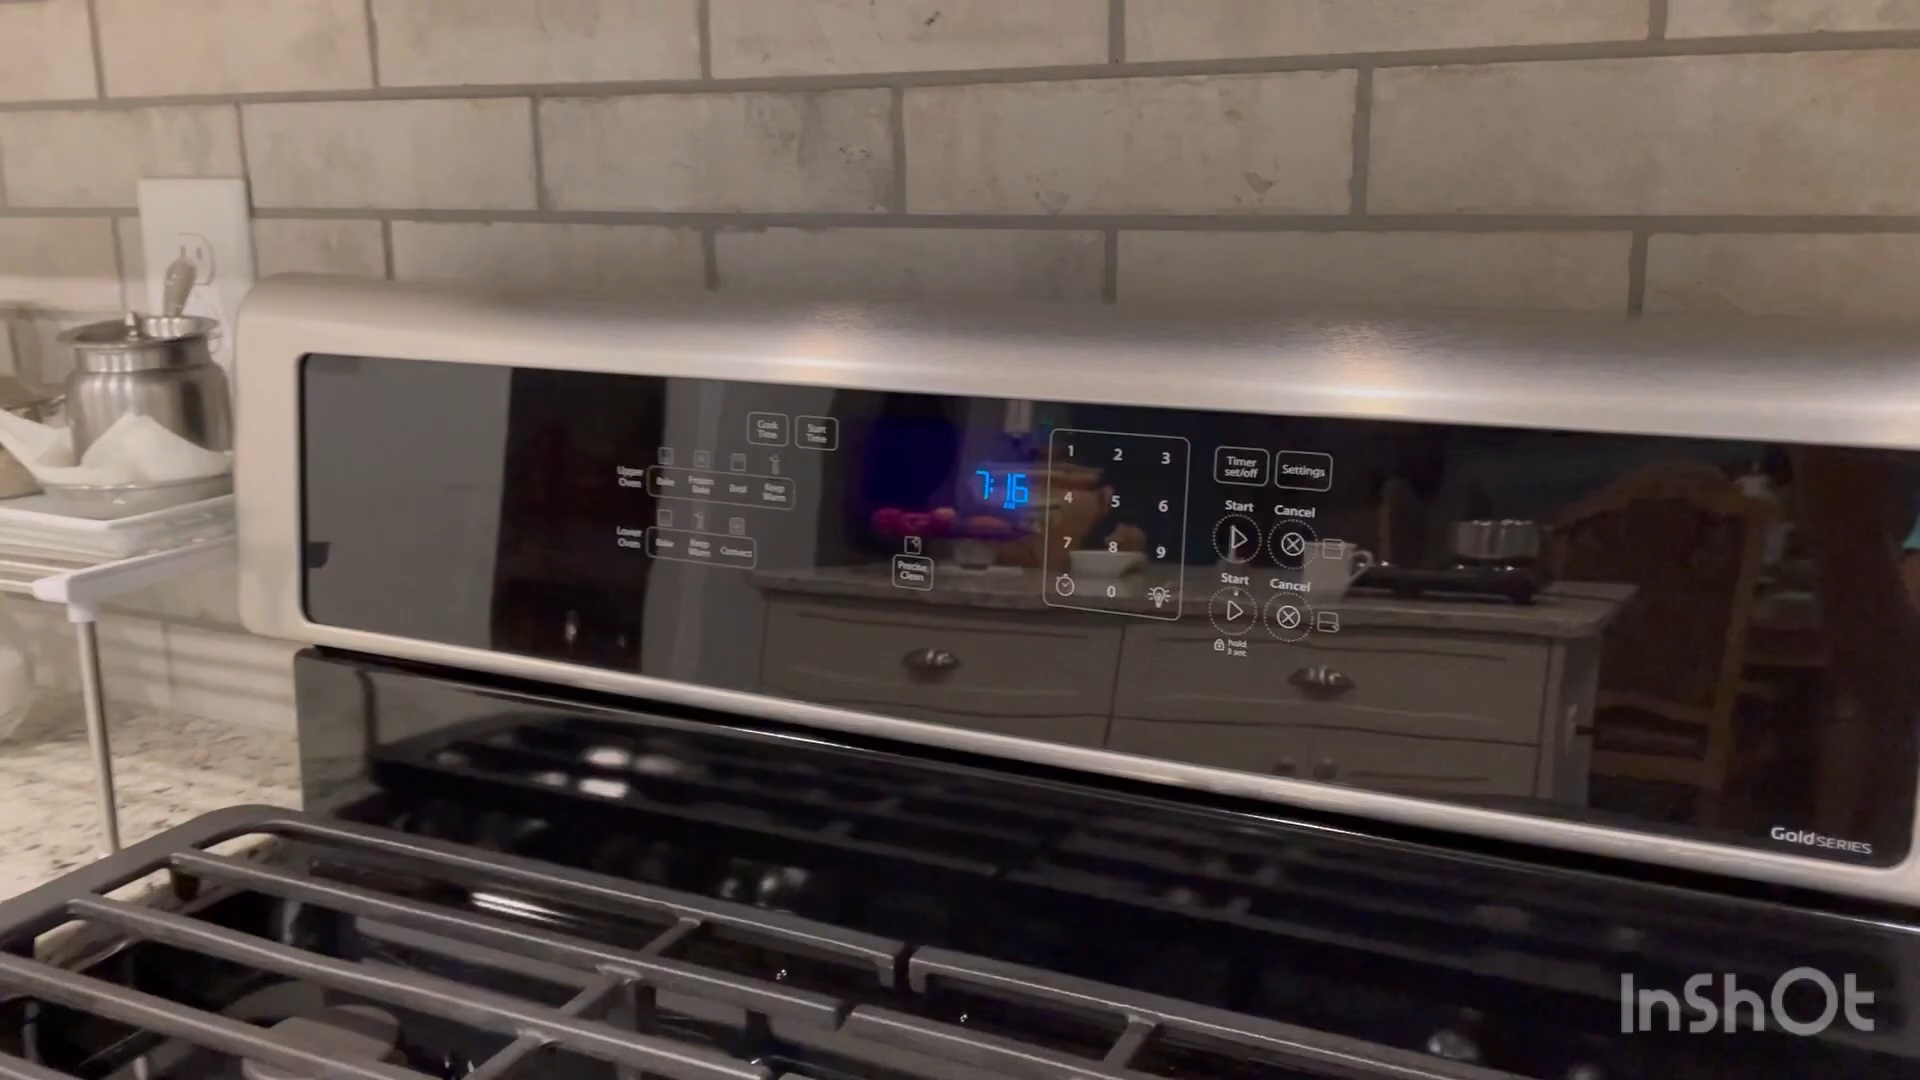 Cook
Time
Start
Time
Upper
Oven
Bake
Frozen
Bake
Broil
Keep
Warm
Lower
Oven
Bake
Keep
Warm
Connect
7:16
AM
Precise
Clean
1 2 3
4 5 6
7 8 9
0
Timer
set/off
Settings
Start Cancel
Start Cancel
hold
3 sec
Gold SERIES
InShOt